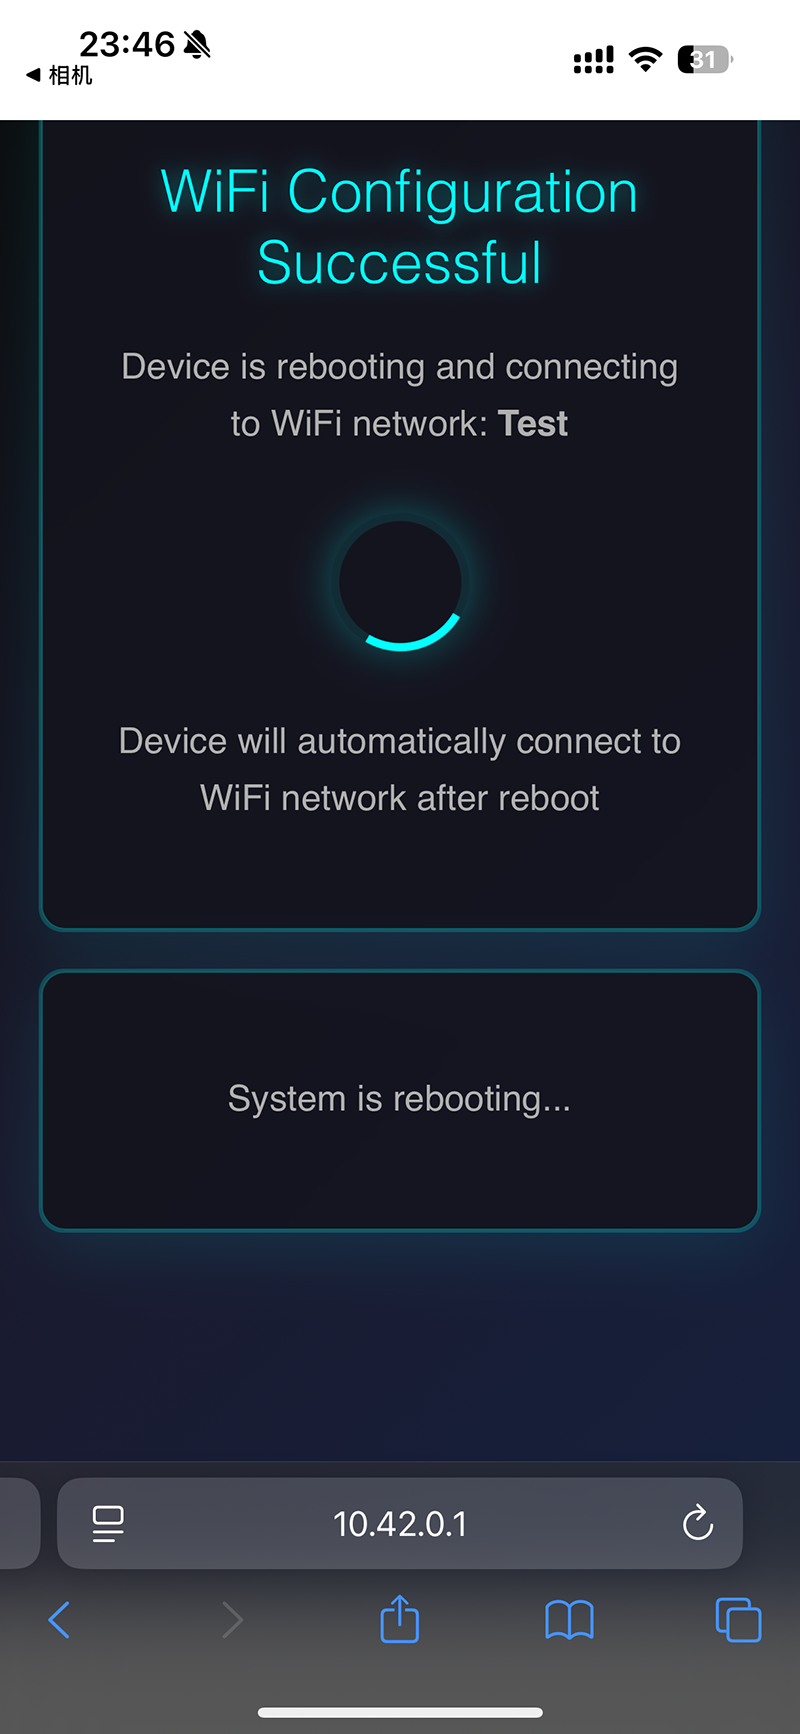 23:46
◀ 相机
31
WiFi Configuration
Successful
Device is rebooting and connecting
to WiFi network: Test
Device will automatically connect to
WiFi network after reboot
System is rebooting...
10.42.0.1